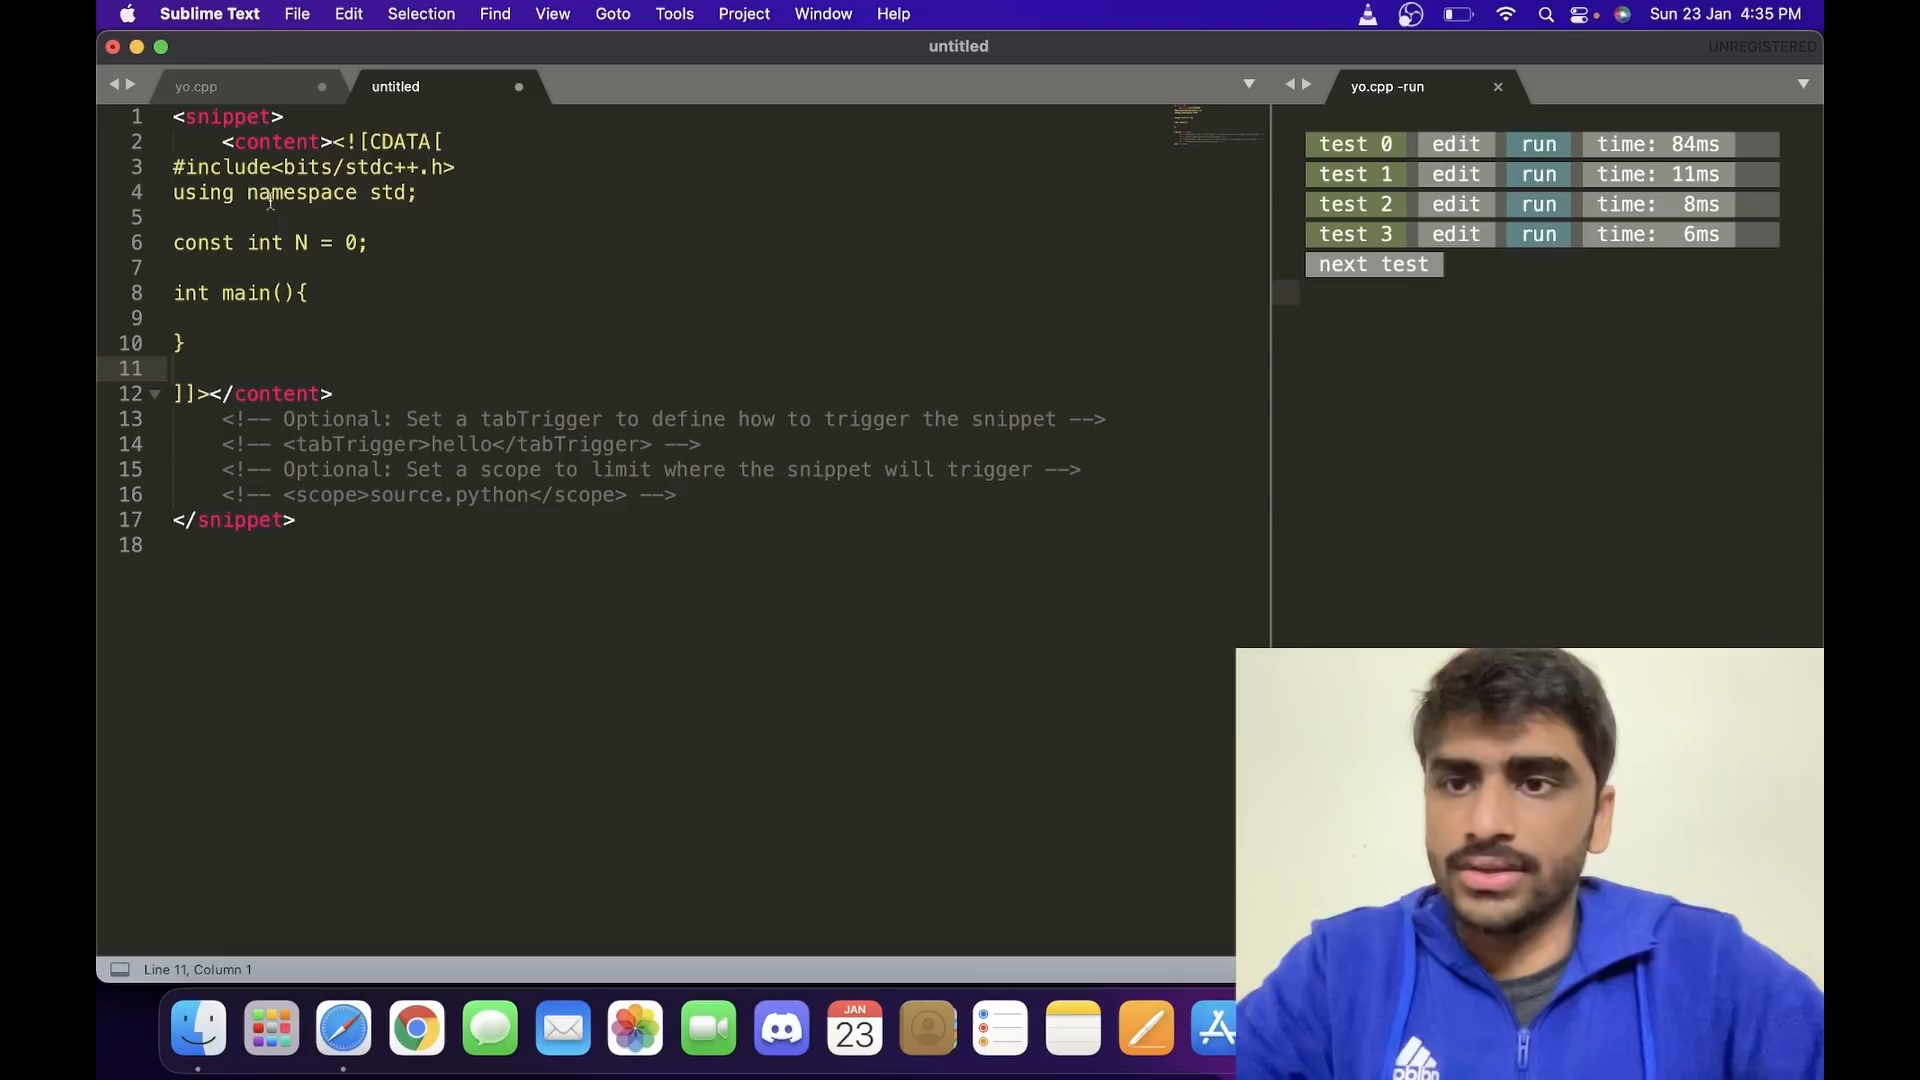 Sublime Text File Edit Selection Find View Goto Tools Project Window Help Sun 23 Jan 4:35 PM
untitled UNREGISTERED
yo.cpp untitled yo.cpp -run
1 <snippet>
2 <content><![CDATA[
3 #include<bits/stdc++.h>
4 using namespace std;
5
6 const int N = 0;
7
8 int main(){
9
10 }
11
12 ]]></content>
13 <!-- Optional: Set a tabTrigger to define how to trigger the snippet -->
14 <!-- <tabTrigger>hello</tabTrigger> -->
15 <!-- Optional: Set a scope to limit where the snippet will trigger -->
16 <!-- <scope>source.python</scope> -->
17 </snippet>
18
test 0 edit run time: 84ms
test 1 edit run time: 11ms
test 2 edit run time: 8ms
test 3 edit run time: 6ms
next test
Line 11, Column 1
JAN
23